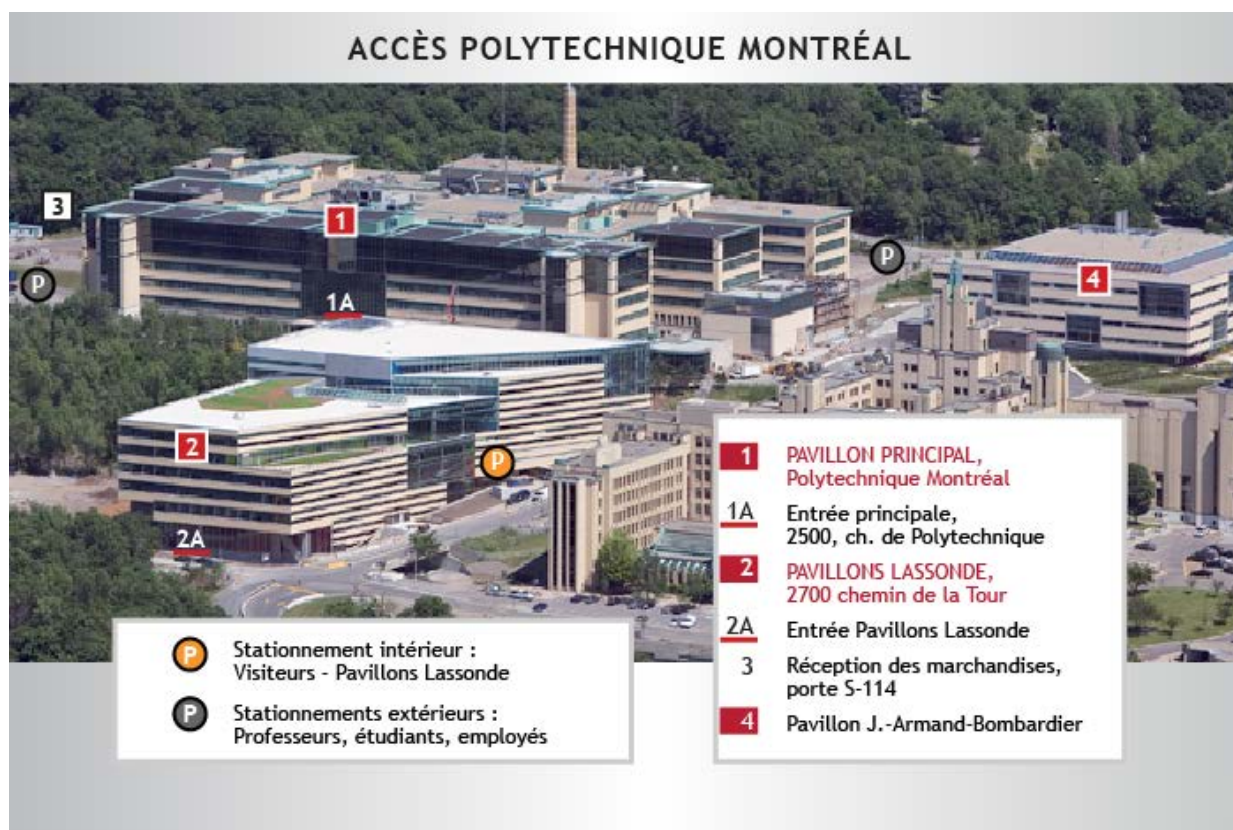 ACCÈS POLYTECHNIQUE MONTRÉAL
3
1
P
P
4
1A
2
P
2A
1 PAVILLON PRINCIPAL,
Polytechnique Montréal
1A Entrée principale,
2500, ch. de Polytechnique
2 PAVILLONS LASSONDE,
2700 chemin de la Tour
2A Entrée Pavillons Lassonde
3 Réception des marchandises,
porte S-114
4 Pavillon J.-Armand-Bombardier
P Stationnement intérieur :
Visiteurs - Pavillons Lassonde
P Stationnements extérieurs :
Professeurs, étudiants, employés